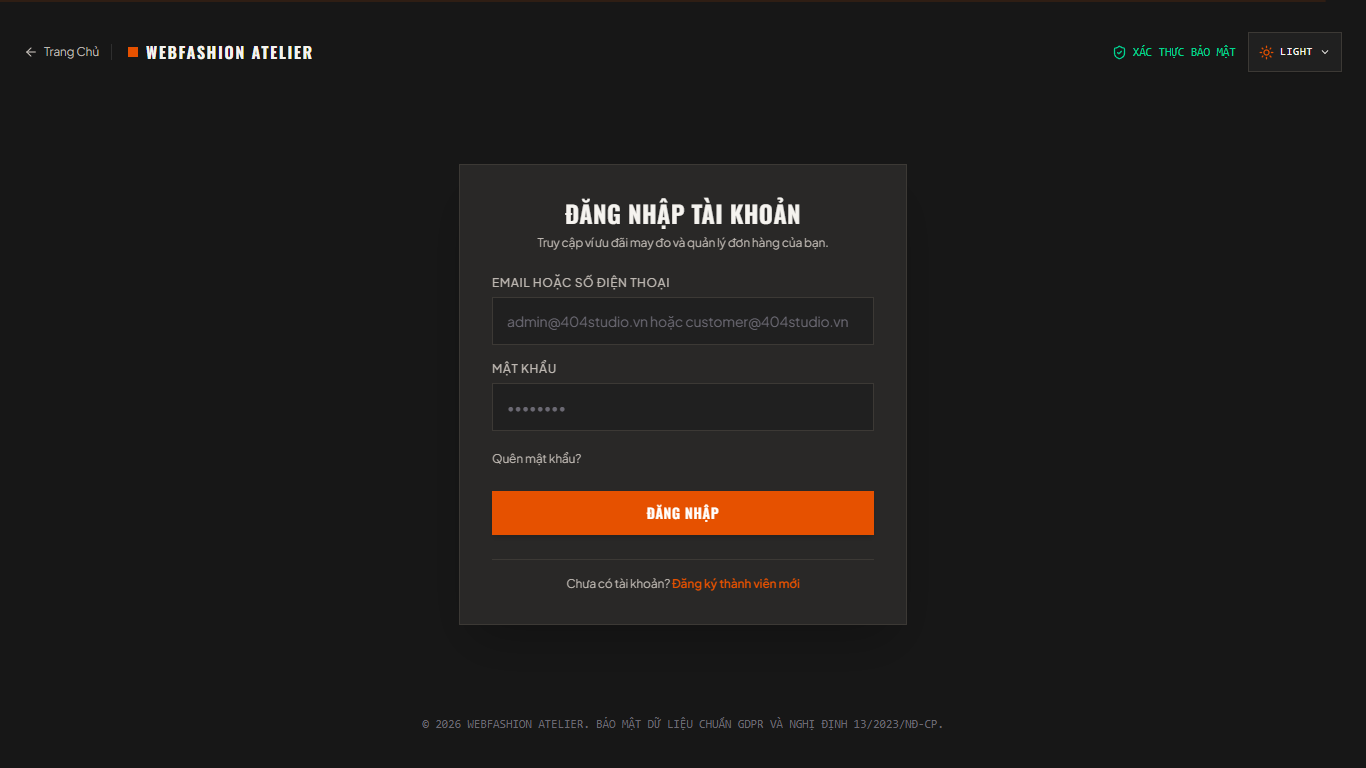 Trang Chủ
WEBFASHION ATELIER
XÁC THỰC BẢO MẬT
LIGHT
ĐĂNG NHẬP TÀI KHOẢN
Truy cập ví ưu đãi may đo và quản lý đơn hàng của bạn.
EMAIL HOẶC SỐ ĐIỆN THOẠI
admin@404studio.vn hoặc customer@404studio.vn
MẬT KHẨU
••••••••
Quên mật khẩu?
ĐĂNG NHẬP
Chưa có tài khoản? Đăng ký thành viên mới
© 2026 WEBFASHION ATELIER. BẢO MẬT DỮ LIỆU CHUẨN GDPR VÀ NGHỊ ĐỊNH 13/2023/NĐ-CP.